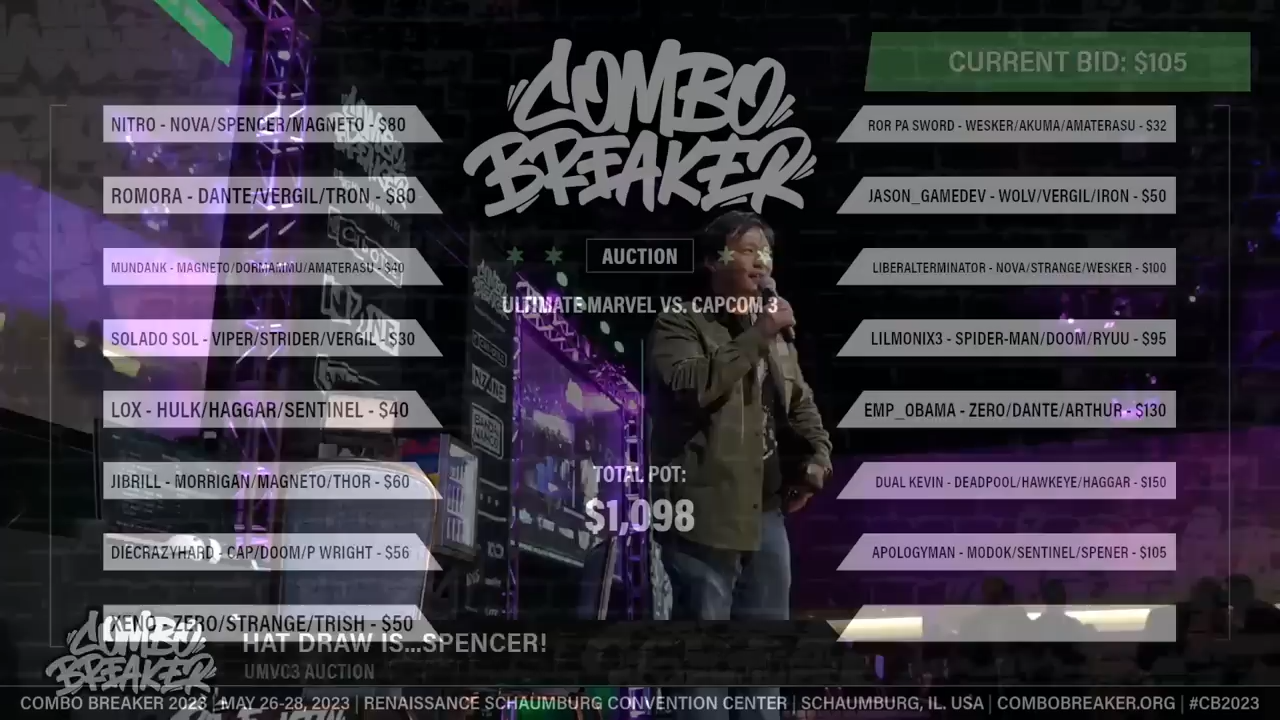 COMBO BREAKER
CURRENT BID: $105
NITRO - NOVA/SPENCER/MAGNETO - $80
ROMORA - DANTE/VERGIL/TRON - $80
MUNDANK - MAGNETO/DORMAMMU/AMATERASU - $40
SOLADO SOL - VIPER/STRIDER/VERGIL - $30
LOX - HULK/HAGGAR/SENTINEL - $40
JIBRILL - MORRIGAN/MAGNETO/THOR - $60
DIECRAZYHARD - CAP/DOOM/P WRIGHT - $56
XENO - ZERO/STRANGE/TRISH - $50
AUCTION
ULTIMATE MARVEL VS. CAPCOM 3
TOTAL POT:
$1,098
ROR PA SWORD - WESKER/AKUMA/AMATERASU - $32
JASON_GAMEDEV - WOLV/VERGIL/IRON - $50
LIBERALTERMINATOR - NOVA/STRANGE/WESKER - $100
LILMONIX3 - SPIDER-MAN/DOOM/RYUU - $95
EMP_OBAMA - ZERO/DANTE/ARTHUR - $130
DUAL KEVIN - DEADPOOL/HAWKEYE/HAGGAR - $150
APOLOGYMAN - MODOK/SENTINEL/SPENER - $105
COMBO BREAKER
HAT DRAW IS...SPENCER!
UMVC3 AUCTION
COMBO BREAKER 2023 | MAY 26-28, 2023 | RENAISSANCE SCHAUMBURG CONVENTION CENTER | SCHAUMBURG, IL. USA | COMBOBREAKER.ORG | #CB2023